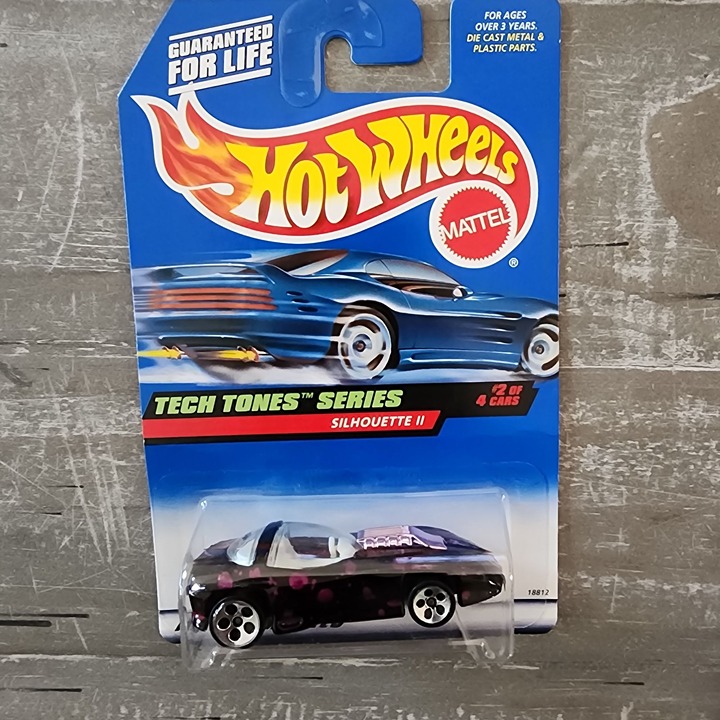 GUARANTEED
FOR LIFE
FOR AGES
OVER 3 YEARS.
DIE CAST METAL &
PLASTIC PARTS.
HOT WHEELS
MATTEL
®
TECH TONES™ SERIES
#2 OF
4 CARS
SILHOUETTE II
18812